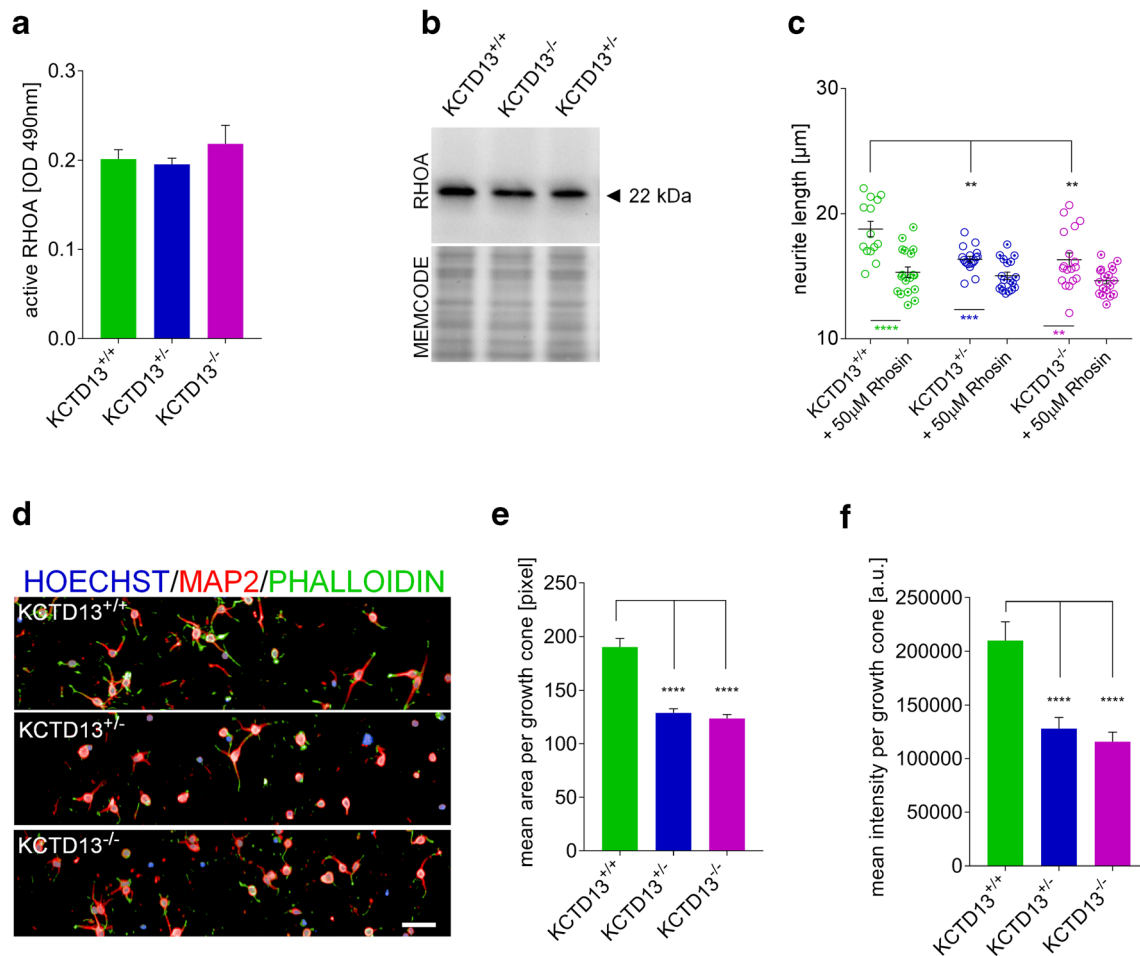 a
active RHOA [OD 490nm]
0.3
0.2
0.1
0.0
KCTD13+/+
KCTD13+/-
KCTD13-/-
b
KCTD13+/+
KCTD13-/-
KCTD13+/-
RHOA
◄ 22 kDa
MEMCODE
c
neurite length [µm]
30
20
10
** **
**** *** **
KCTD13+/+
+ 50µM Rhosin
KCTD13+/-
+ 50µM Rhosin
KCTD13-/-
+ 50µM Rhosin
d
HOECHST/MAP2/PHALLOIDIN
KCTD13+/+
KCTD13+/-
KCTD13-/-
e
mean area per growth cone [pixel]
250
200
150
100
50
0
**** ****
KCTD13+/+
KCTD13+/-
KCTD13-/-
f
mean intensity per growth cone [a.u.]
250000
200000
150000
100000
50000
0
**** ****
KCTD13+/+
KCTD13+/-
KCTD13-/-